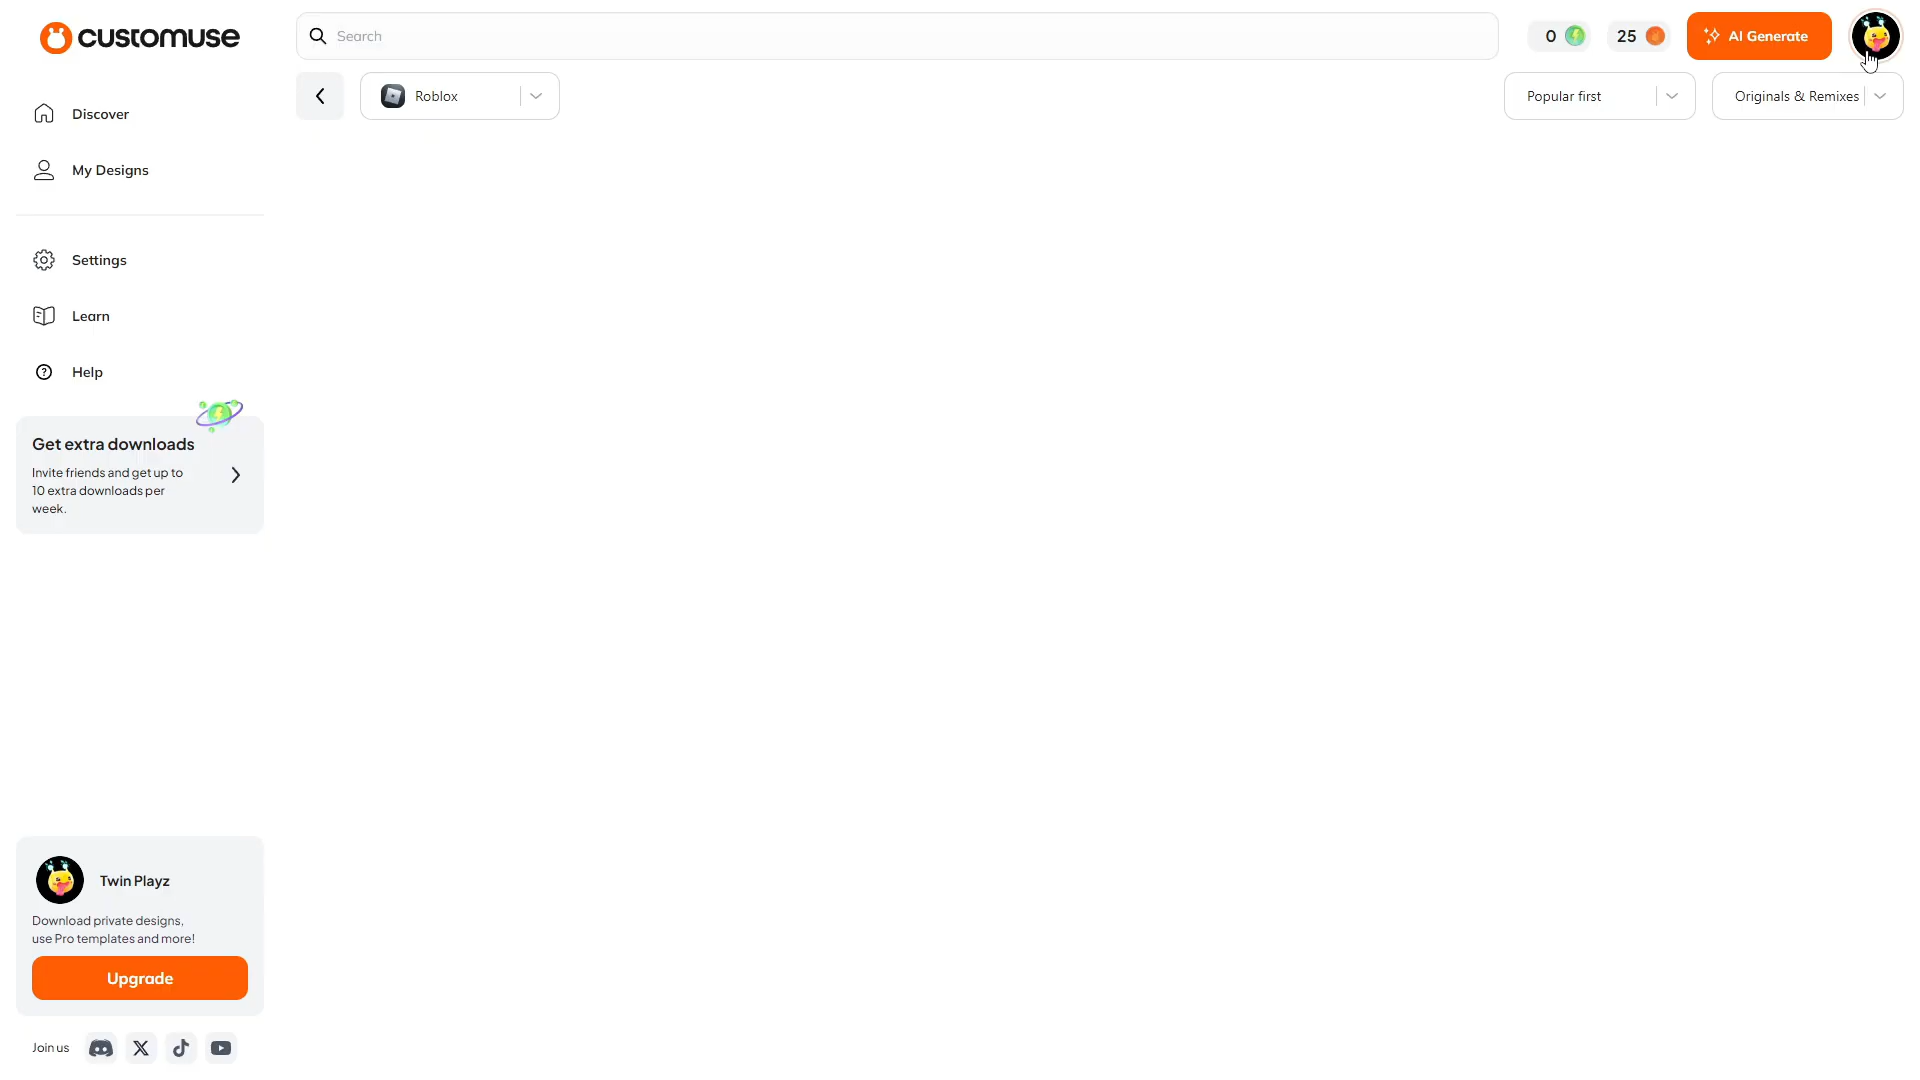 customuse
Search
0
25
AI Generate
Roblox
Popular first
Originals & Remixes
Discover
My Designs
Settings
Learn
Help
Get extra downloads
Invite friends and get up to
10 extra downloads per
week.
Twin Playz
Download private designs,
use Pro templates and more!
Upgrade
Join us